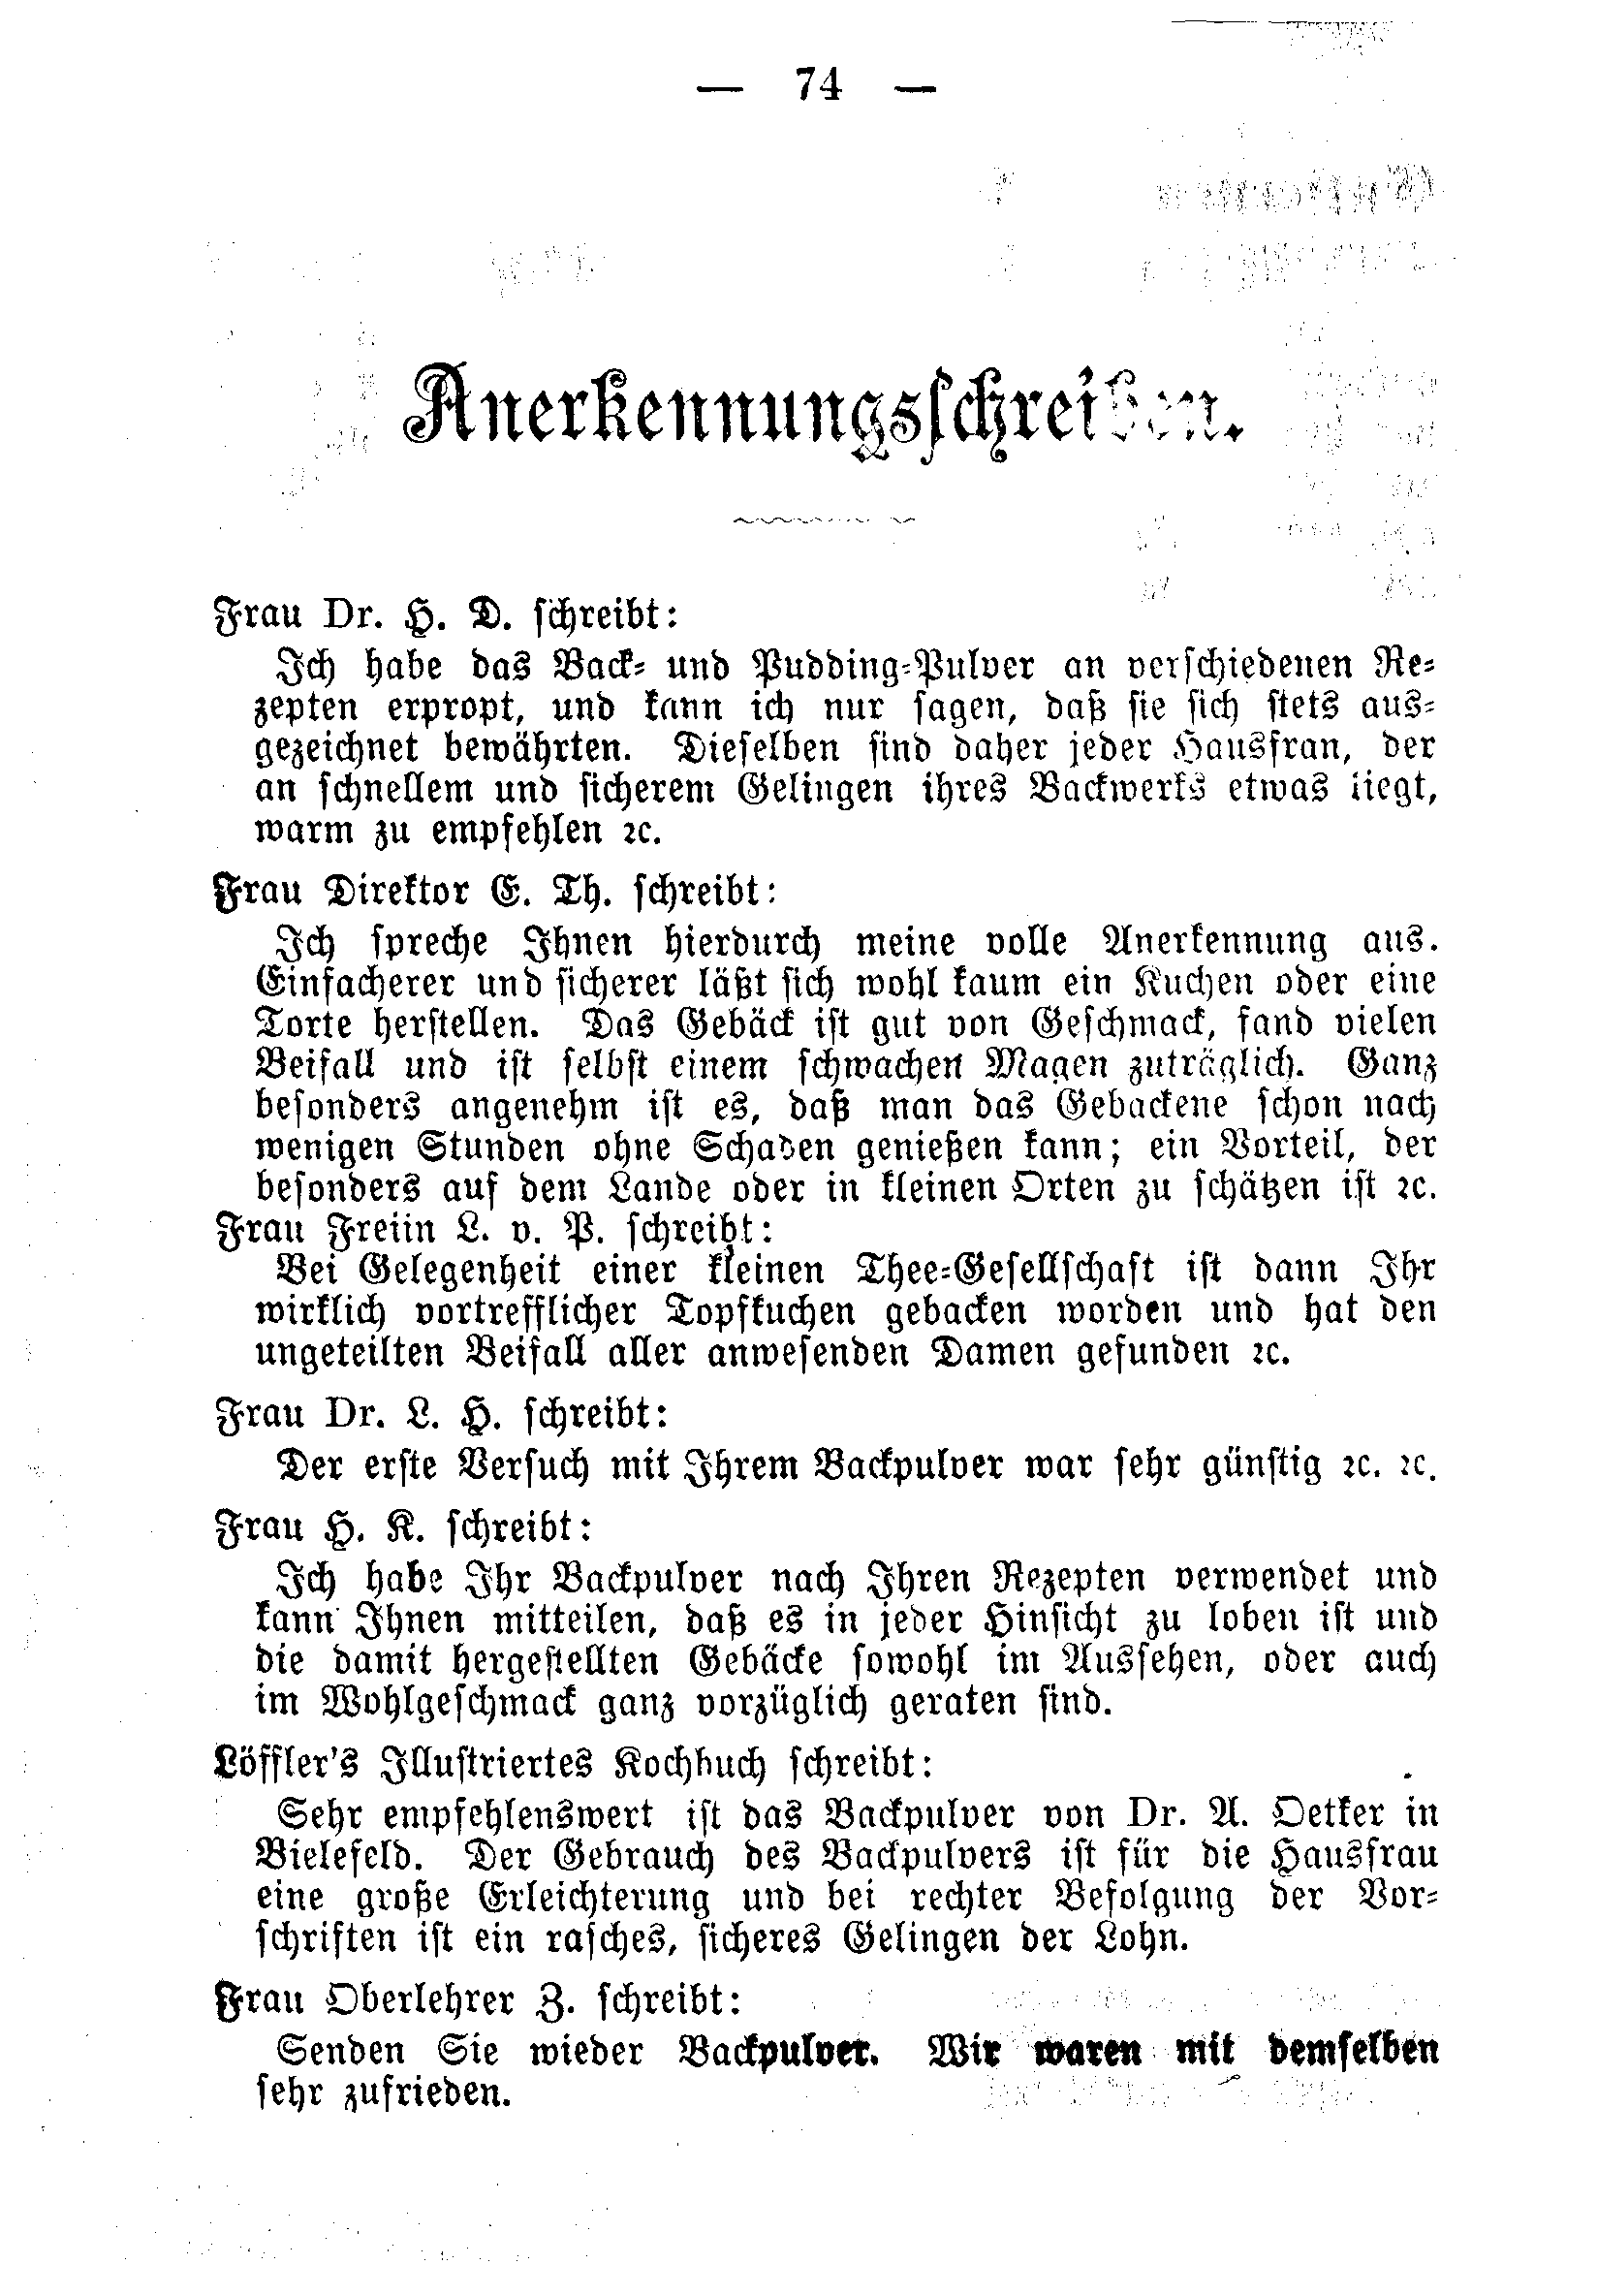 — 74 —
Anerkennungsschreiben.
Frau Dr. H. D. schreibt:
Ich habe das Back- und Pudding-Pulver an verschiedenen Re-
zepten erpropt, und kann ich nur sagen, daß sie sich stets aus-
gezeichnet bewährten. Dieselben sind daher jeder Hausfrau, der
an schnellem und sicherem Gelingen ihres Backwerks etwas liegt,
warm zu empfehlen ꝛc.
Frau Direktor E. Th. schreibt:
Ich spreche Ihnen hierdurch meine volle Anerkennung aus.
Einfacherer und sicherer läßt sich wohl kaum ein Kuchen oder eine
Torte herstellen. Das Gebäck ist gut von Geschmack, fand vielen
Beifall und ist selbst einem schwachen Magen zuträglich. Ganz
besonders angenehm ist es, daß man das Gebackene schon nach
wenigen Stunden ohne Schaden genießen kann; ein Vorteil, der
besonders auf dem Lande oder in kleinen Orten zu schätzen ist ꝛc.
Frau Freiin L. v. P. schreibt:
Bei Gelegenheit einer kleinen Thee-Gesellschaft ist dann Ihr
wirklich vortrefflicher Topfkuchen gebacken worden und hat den
ungeteilten Beifall aller anwesenden Damen gefunden ꝛc.
Frau Dr. L. H. schreibt:
Der erste Versuch mit Ihrem Backpulver war sehr günstig ꝛc. ꝛc.
Frau H. K. schreibt:
Ich habe Ihr Backpulver nach Ihren Rezepten verwendet und
kann Ihnen mitteilen, daß es in jeder Hinsicht zu loben ist und
die damit hergestellten Gebäcke sowohl im Aussehen, oder auch
im Wohlgeschmack ganz vorzüglich geraten sind.
Löffler's Illustriertes Kochbuch schreibt:
Sehr empfehlenswert ist das Backpulver von Dr. A. Oetker in
Bielefeld. Der Gebrauch des Backpulvers ist für die Hausfrau
eine große Erleichterung und bei rechter Befolgung der Vor-
schriften ist ein rasches, sicheres Gelingen der Lohn.
Frau Oberlehrer Z. schreibt:
Senden Sie wieder Backpulver. Wir waren mit demselben
sehr zufrieden.